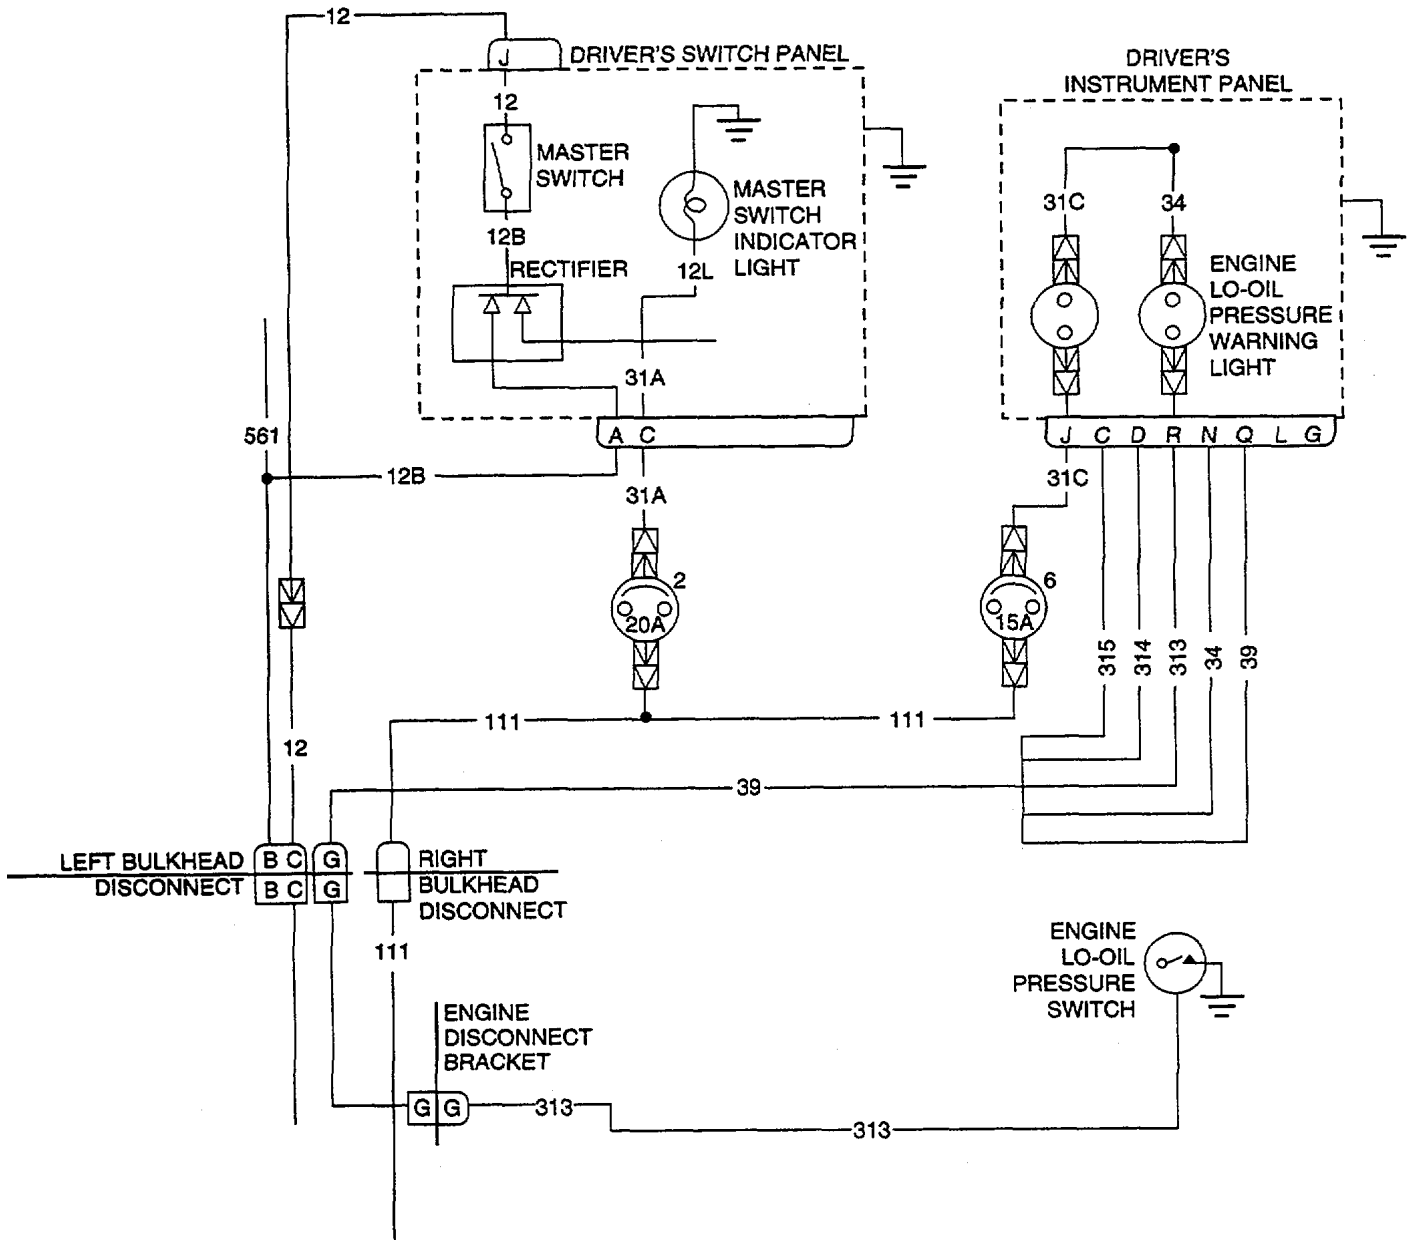 12
J
DRIVER'S SWITCH PANEL
DRIVER'S
INSTRUMENT PANEL
12
MASTER
SWITCH
MASTER
SWITCH
INDICATOR
LIGHT
31C
34
12B
RECTIFIER
12L
ENGINE
LO-OIL
PRESSURE
WARNING
LIGHT
31A
561
A C
J C D R N Q L G
12B
31A
31C
2
20A
6
15A
315
314
313
34
39
111
111
12
39
LEFT BULKHEAD
DISCONNECT
B C
B C
G
G
RIGHT
BULKHEAD
DISCONNECT
111
ENGINE
LO-OIL
PRESSURE
SWITCH
ENGINE
DISCONNECT
BRACKET
G G
313
313